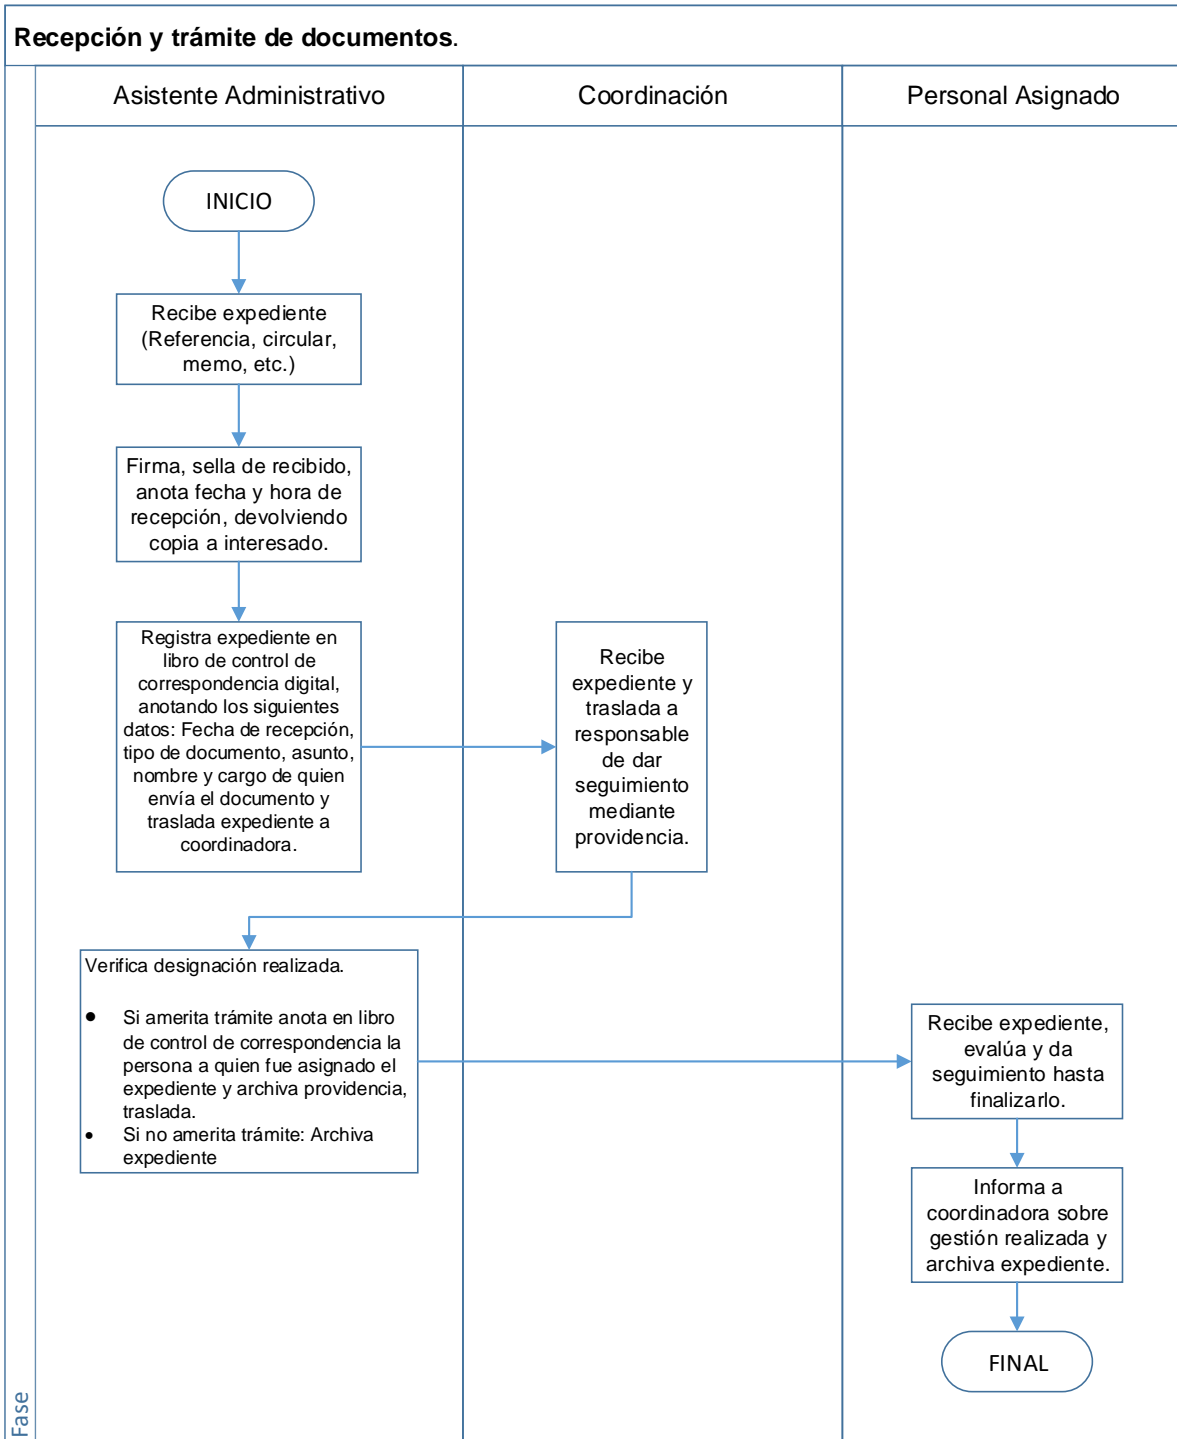 Recepción y trámite de documentos.
Asistente Administrativo
Coordinación
Personal Asignado
INICIO
Recibe expediente
(Referencia, circular,
memo, etc.)
Firma, sella de recibido,
anota fecha y hora de
recepción, devolviendo
copia a interesado.
Registra expediente en
libro de control de
correspondencia digital,
anotando los siguientes
datos: Fecha de recepción,
tipo de documento, asunto,
nombre y cargo de quien
envía el documento y
traslada expediente a
coordinadora.
Recibe
expediente y
traslada a
responsable
de dar
seguimiento
mediante
providencia.
Verifica designación realizada.
• Si amerita trámite anota en libro
de control de correspondencia la
persona a quien fue asignado el
expediente y archiva providencia,
traslada.
• Si no amerita trámite: Archiva
expediente
Recibe expediente,
evalúa y da
seguimiento hasta
finalizarlo.
Informa a
coordinadora sobre
gestión realizada y
archiva expediente.
FINAL
Fase